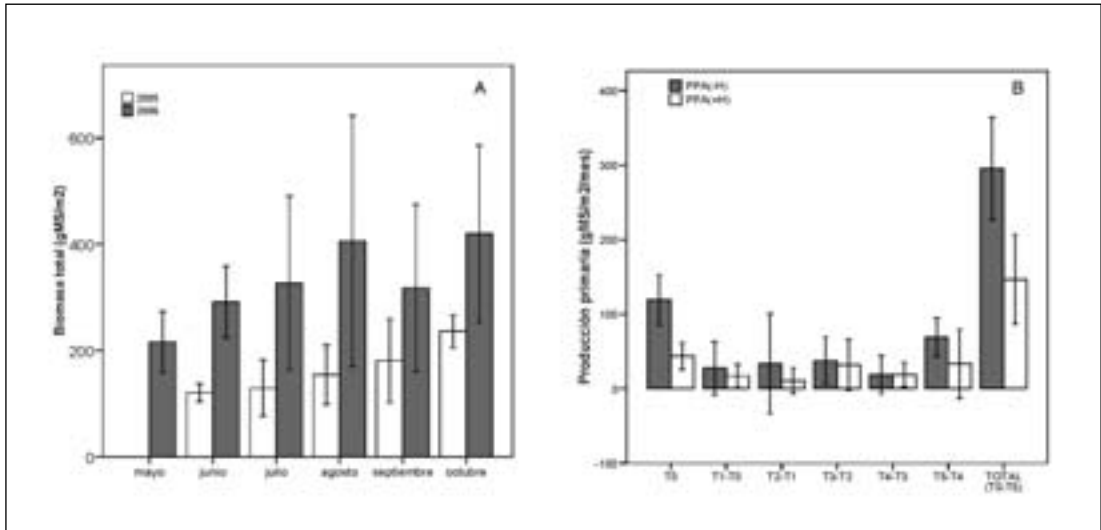 A
2005
2006
Biomasa total (gMS/m2)
600
400
200
0
mayo junio julio agosto septiembre octubre
B
PPA(-H)
PPA(+H)
Producción primaria (gMS/m2/mes)
400
300
200
100
0
-100
T0 T1-T0 T2-T1 T3-T2 T4-T3 T5-T4 TOTAL
(T0-T5)